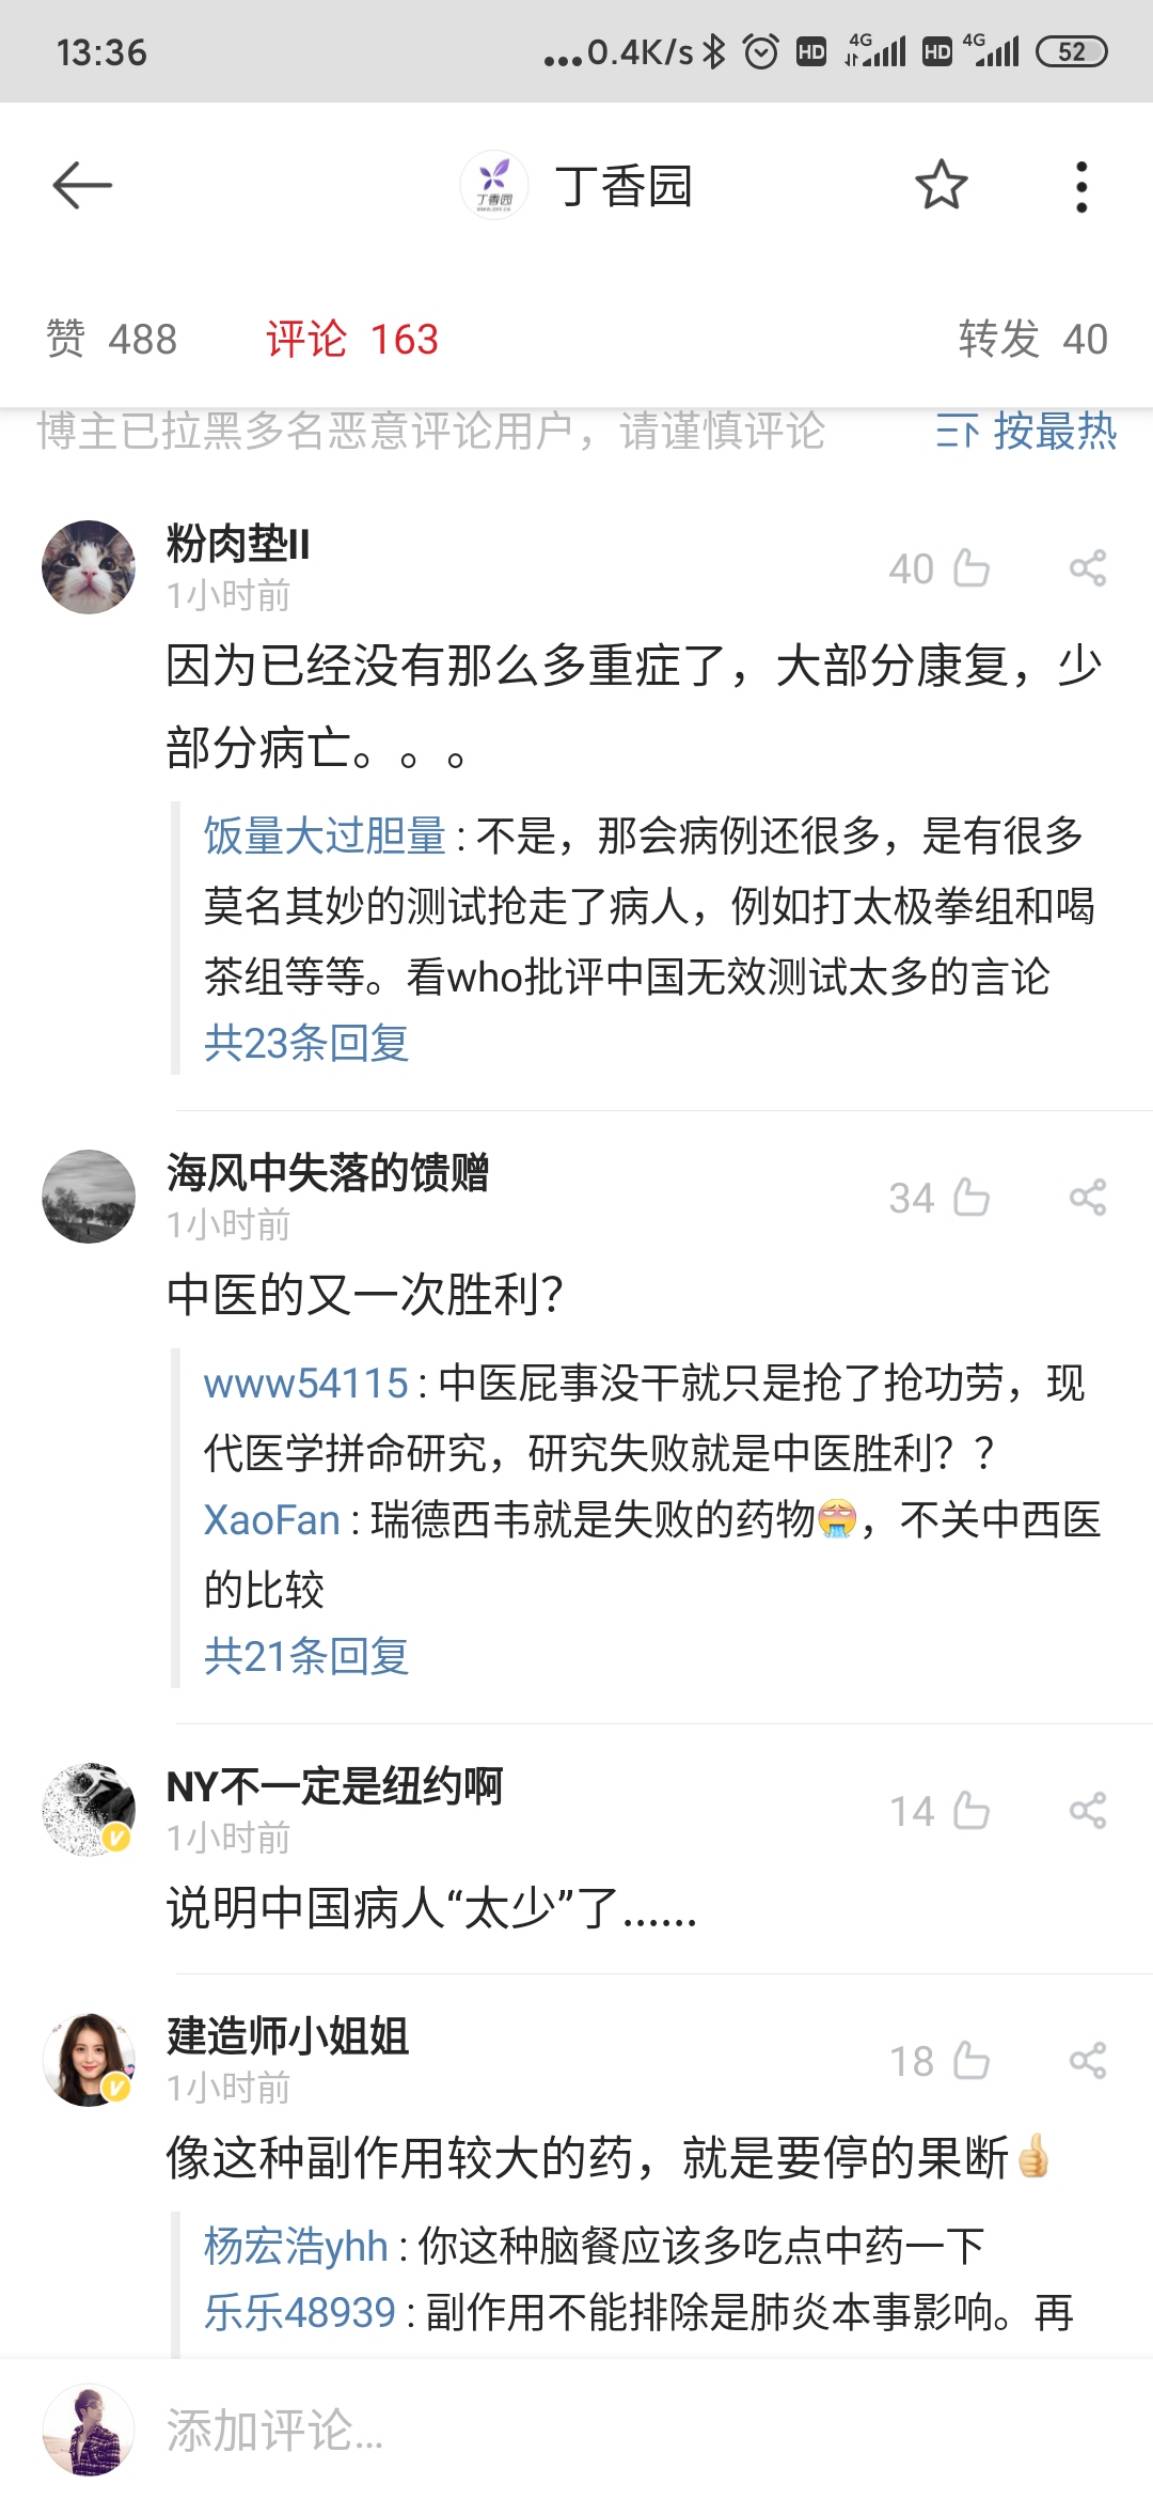 13:36
...0.4K/s HD 4G HD 4G 52
丁香园
丁香园
赞 488 评论 163 转发 40
博主已拉黑多名恶意评论用户，请谨慎评论 按最热
粉肉垫II
1小时前 40
因为已经没有那么多重症了，大部分康复，少
部分病亡。。。
饭量大过胆量:不是，那会病例还很多，是有很多
莫名其妙的测试抢走了病人，例如打太极拳组和喝
茶组等等。看who批评中国无效测试太多的言论
共23条回复
海风中失落的馈赠
1小时前 34
中医的又一次胜利？
www54115:中医屁事没干就只是抢了抢功劳，现
代医学拼命研究，研究失败就是中医胜利？？
XaoFan:瑞德西韦就是失败的药物，不关中西医
的比较
共21条回复
NY不一定是纽约啊
1小时前 14
说明中国病人“太少”了......
建造师小姐姐
1小时前 18
像这种副作用较大的药，就是要停的果断👍
杨宏浩yhh:你这种脑餐应该多吃点中药一下
乐乐48939:副作用不能排除是肺炎本事影响。再
添加评论...